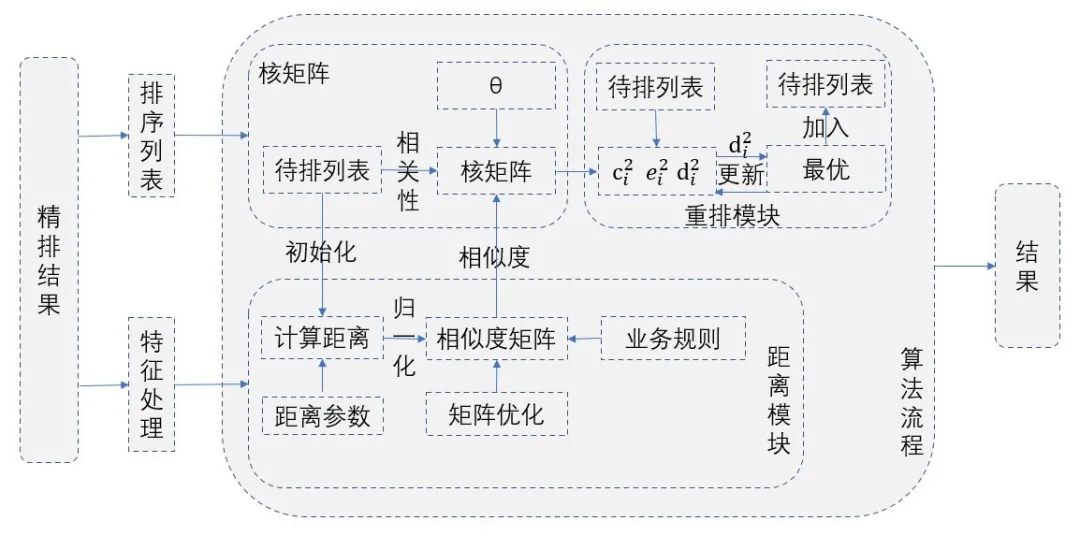 精排结果
排序列表
特征处理
核矩阵
θ
待排列表
相关性
核矩阵
初始化
相似度
待排列表
待排列表
加入
c_i^2 e_i^2 d_i^2
d_i^2
更新
最优
重排模块
计算距离
归一化
相似度矩阵
业务规则
距离参数
矩阵优化
距离模块
算法流程
结果